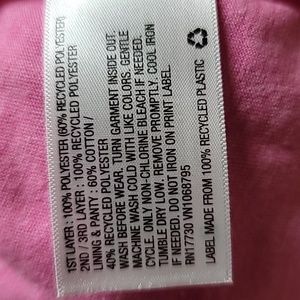 1ST LAYER : 100% POLYESTER (60% RECYCLED POLYESTER)
2ND / 3RD LAYER : 100% RECYCLED POLYESTER
LINING & PANTY : 60% COTTON /
40% RECYCLED POLYESTER
WASH BEFORE WEAR. TURN GARMENT INSIDE OUT.
MACHINE WASH COLD WITH LIKE COLORS. GENTLE
CYCLE. ONLY NON-CHLORINE BLEACH IF NEEDED.
TUMBLE DRY LOW. REMOVE PROMPTLY. COOL IRON
IF NEEDED. DO NOT IRON ON PRINT LABEL.
RN17730 VN1068795
LABEL MADE FROM 100% RECYCLED PLASTIC